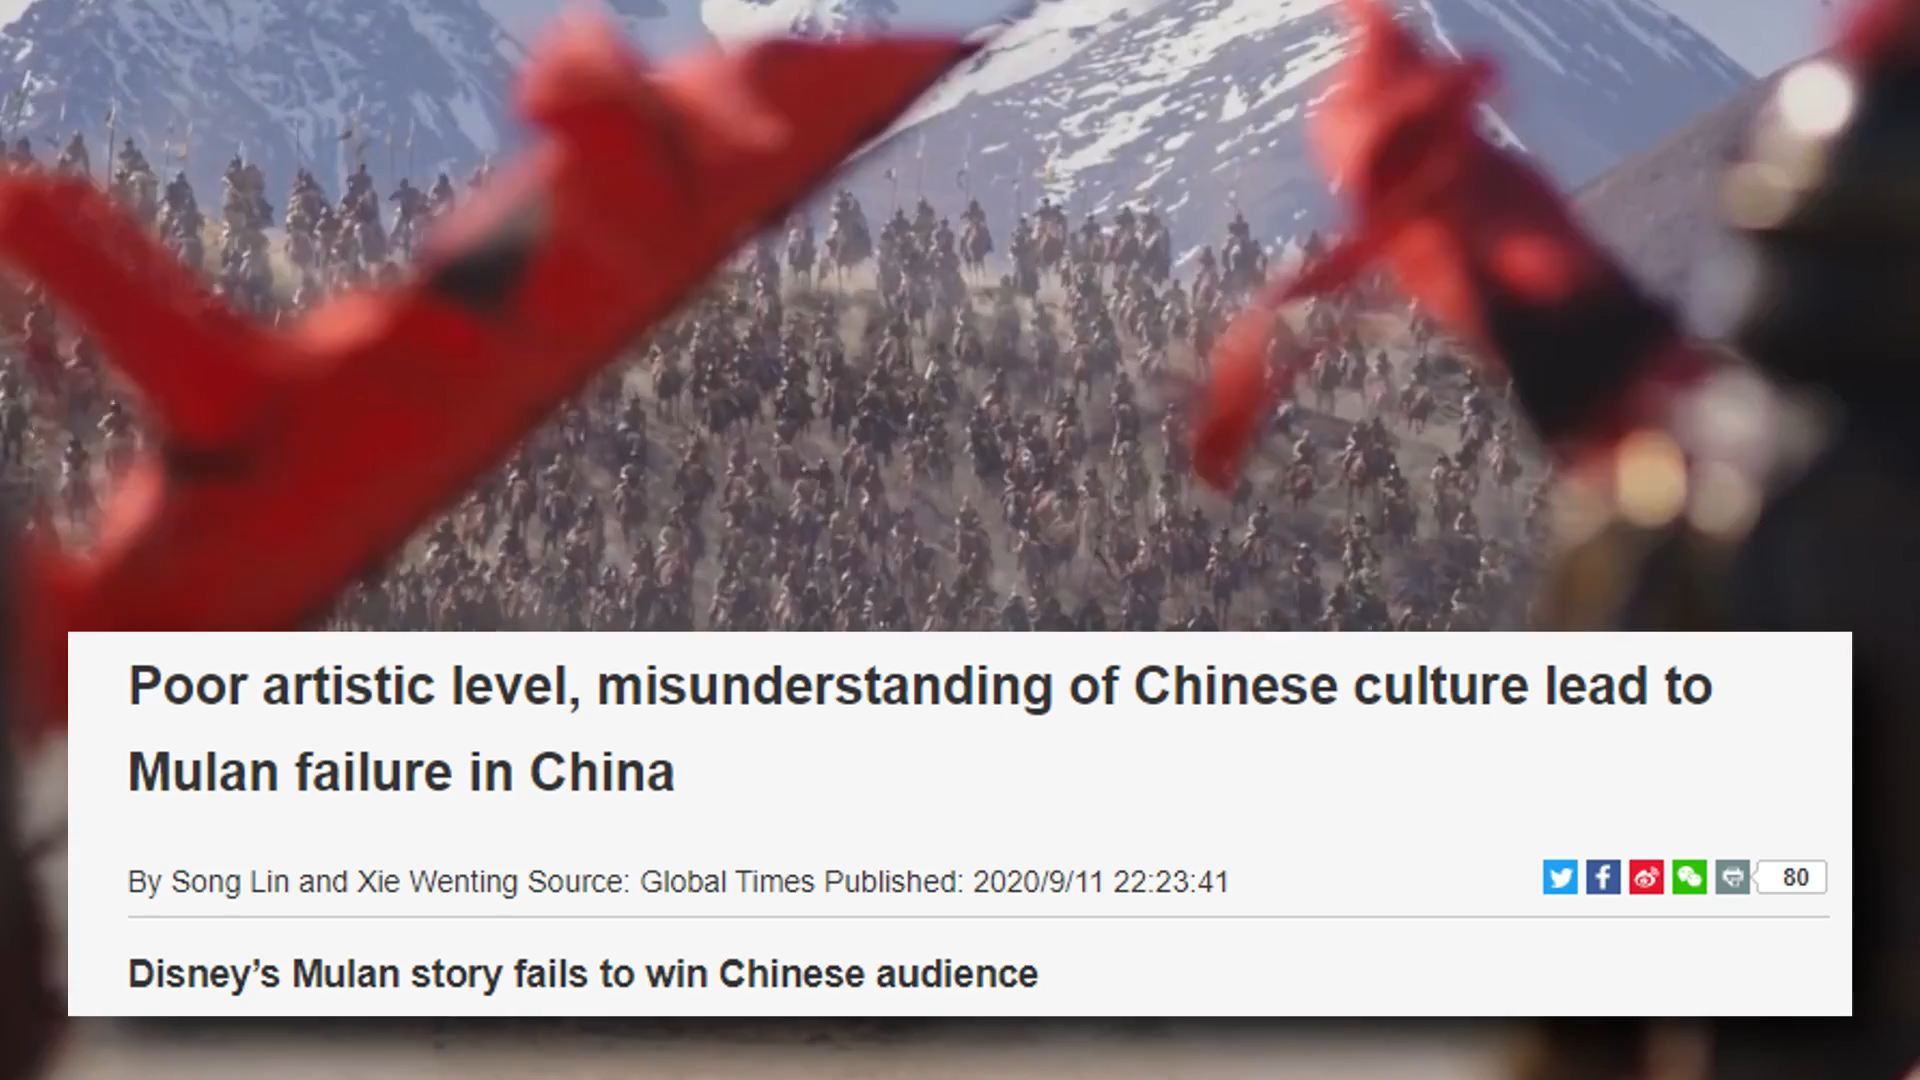 Poor artistic level, misunderstanding of Chinese culture lead to
Mulan failure in China
By Song Lin and Xie Wenting Source: Global Times Published: 2020/9/11 22:23:41
80
Disney’s Mulan story fails to win Chinese audience